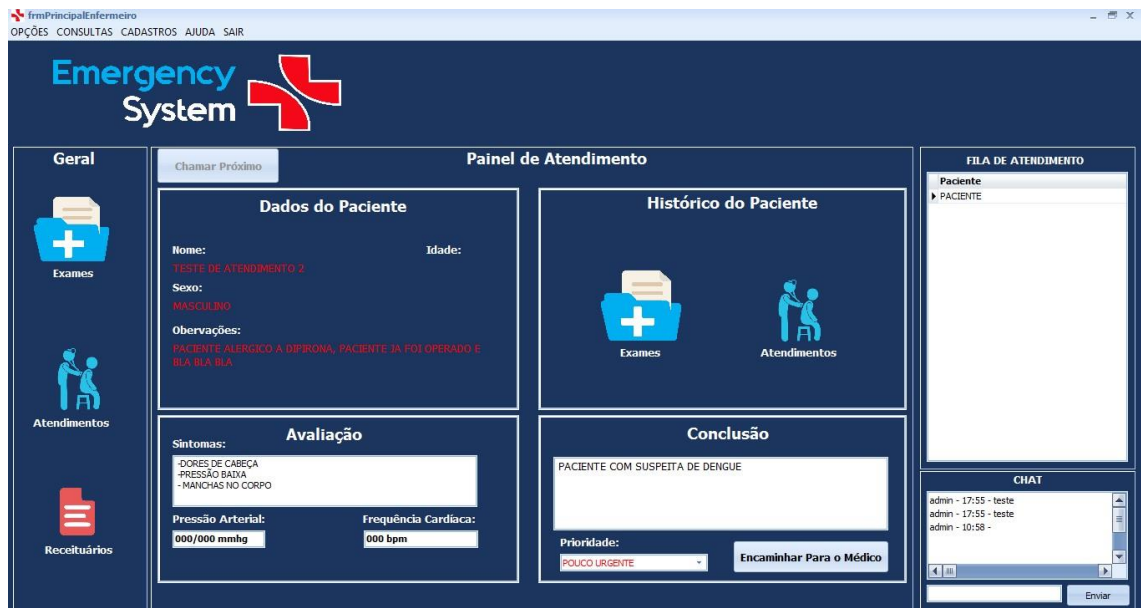 frmPrincipalEnfermeiro
OPÇÕES CONSULTAS CADASTROS AJUDA SAIR
Emergency
System
Geral
Exames
Atendimentos
Receituários
Chamar Próximo
Painel de Atendimento
Dados do Paciente
Nome:
Idade:
TESTE DE ATENDIMENTO 2
Sexo:
MASCULINO
Obervações:
PACIENTE ALERGICO A DIPIRONA, PACIENTE JA FOI OPERADO E
BLA BLA BLA
Histórico do Paciente
Exames
Atendimentos
Avaliação
Sintomas:
-DORES DE CABEÇA
-PRESSÃO BAIXA
- MANCHAS NO CORPO
Pressão Arterial:
Frequência Cardíaca:
000/000 mmhg
000 bpm
Conclusão
PACIENTE COM SUSPEITA DE DENGUE
Prioridade:
POUCO URGENTE
Encaminhar Para o Médico
FILA DE ATENDIMENTO
Paciente
PACIENTE
CHAT
admin - 17:55 - teste
admin - 17:55 - teste
admin - 10:58 -
Enviar